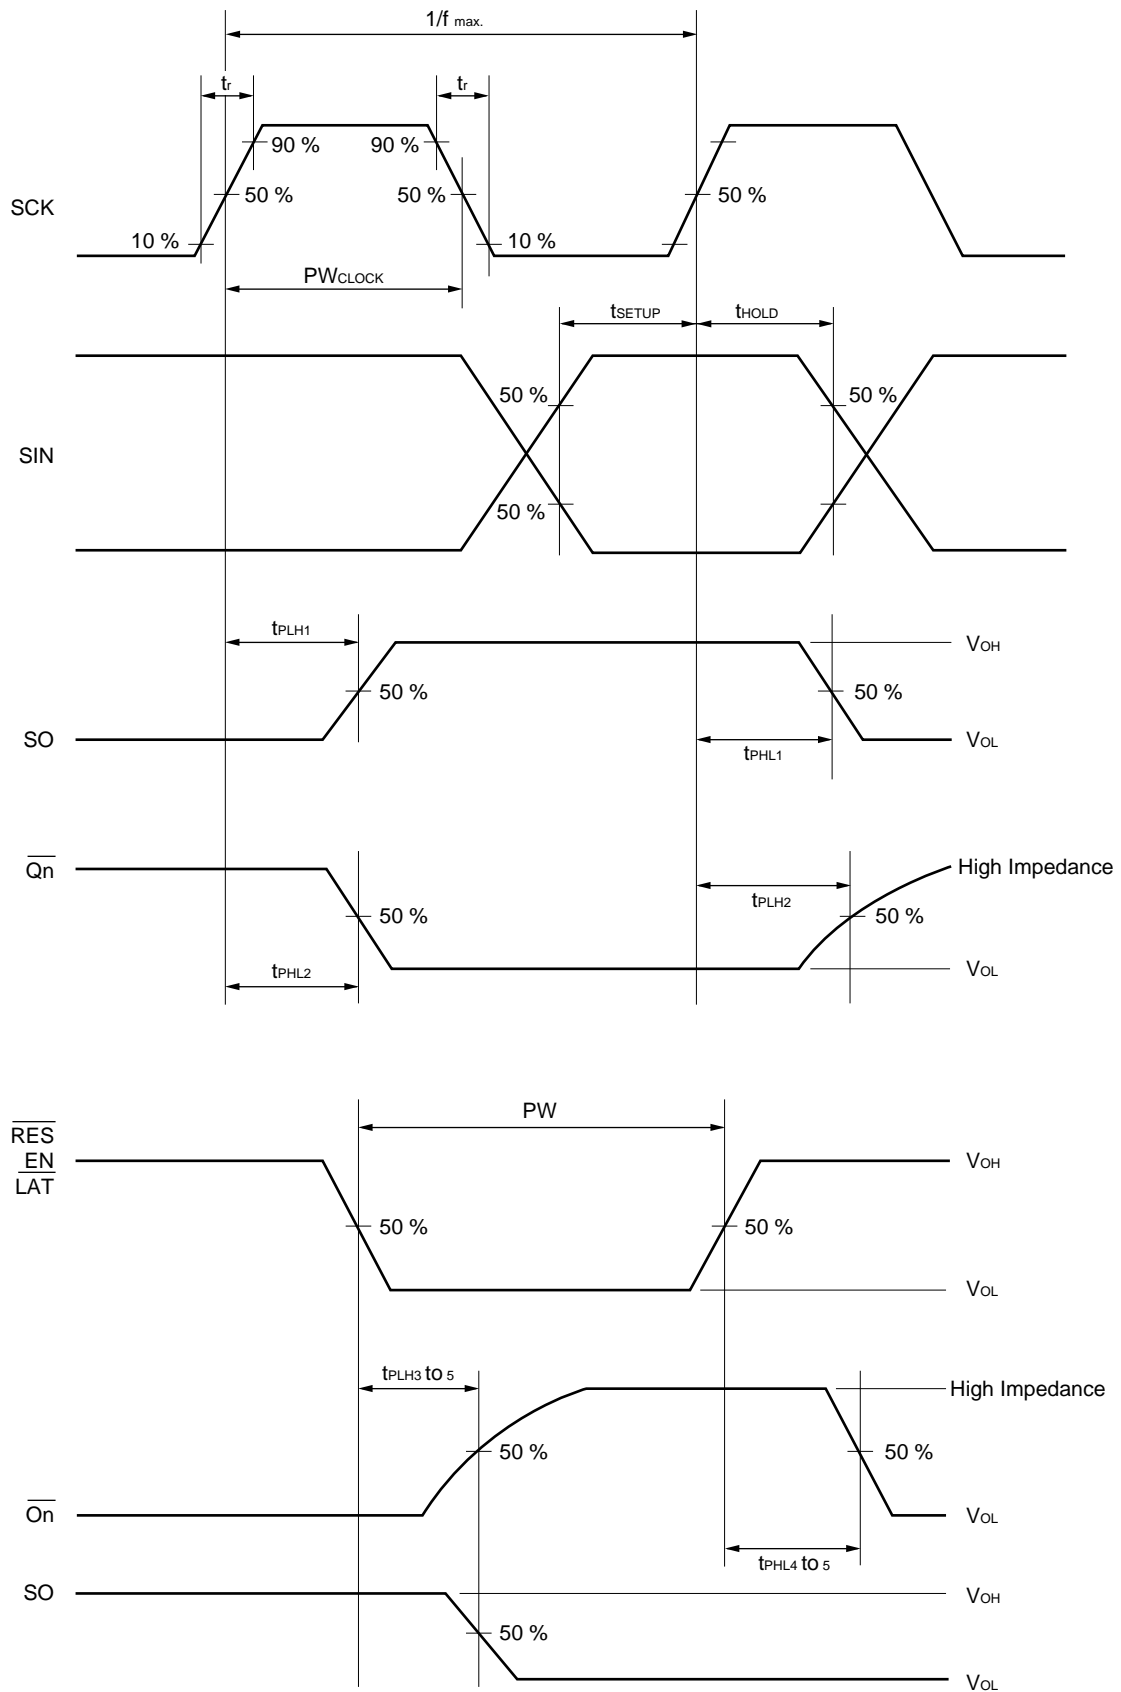 1/f max.
tr tr
90 % 90 %
SCK 50 % 50 % 50 %
10 % 10 %
PWCLOCK
tSETUP tHOLD
50 % 50 %
SIN
50 %
tPLH1 VOH
50 % 50 %
SO VOL
tPHL1
Qn High Impedance
tPLH2
50 % 50 %
tPHL2 VOL
PW
RES
EN VOH
LAT
50 % 50 %
VOL
tPLH3 to 5 High Impedance
50 % 50 %
On VOL
tPHL4 to 5
SO VOH
50 %
VOL